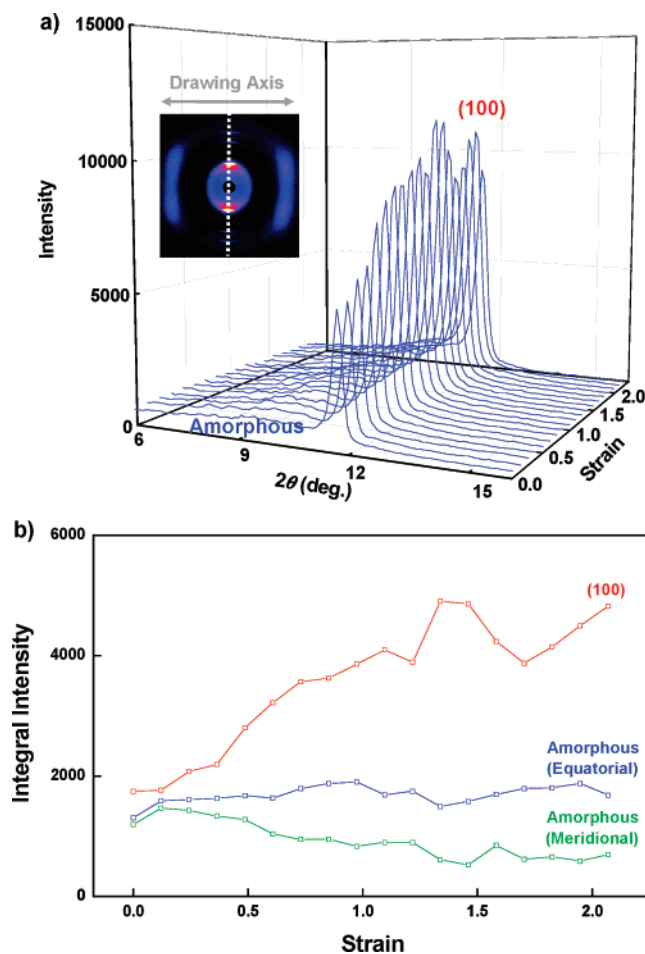 a)
15000
10000
5000
0
Intensity
Drawing Axis
(100)
Amorphous
6
9
12
15
2θ (deg.)
0.0
0.5
1.0
1.5
2.0
Strain
b)
6000
4000
2000
0
Integral Intensity
(100)
Amorphous
(Equatorial)
Amorphous
(Meridional)
0.0
0.5
1.0
1.5
2.0
Strain